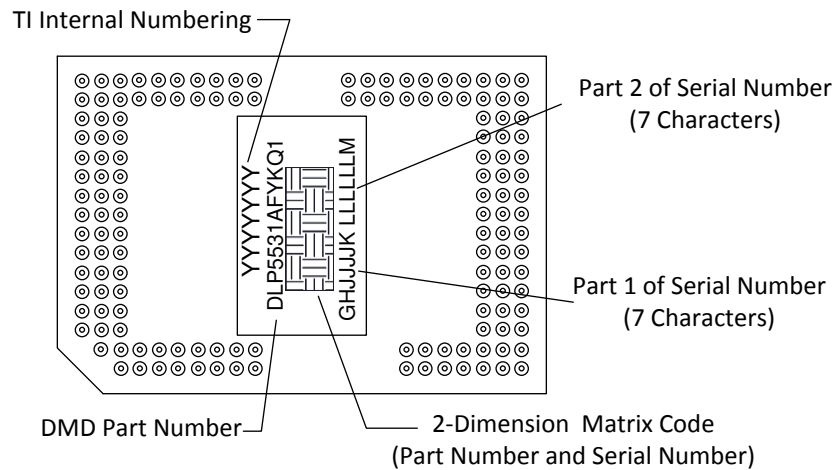 TI Internal Numbering
Part 2 of Serial Number
(7 Characters)
YYYYYYYY
DLP5531AFYKQ1
GHJJJJK LLLLLLM
Part 1 of Serial Number
(7 Characters)
DMD Part Number
2-Dimension Matrix Code
(Part Number and Serial Number)